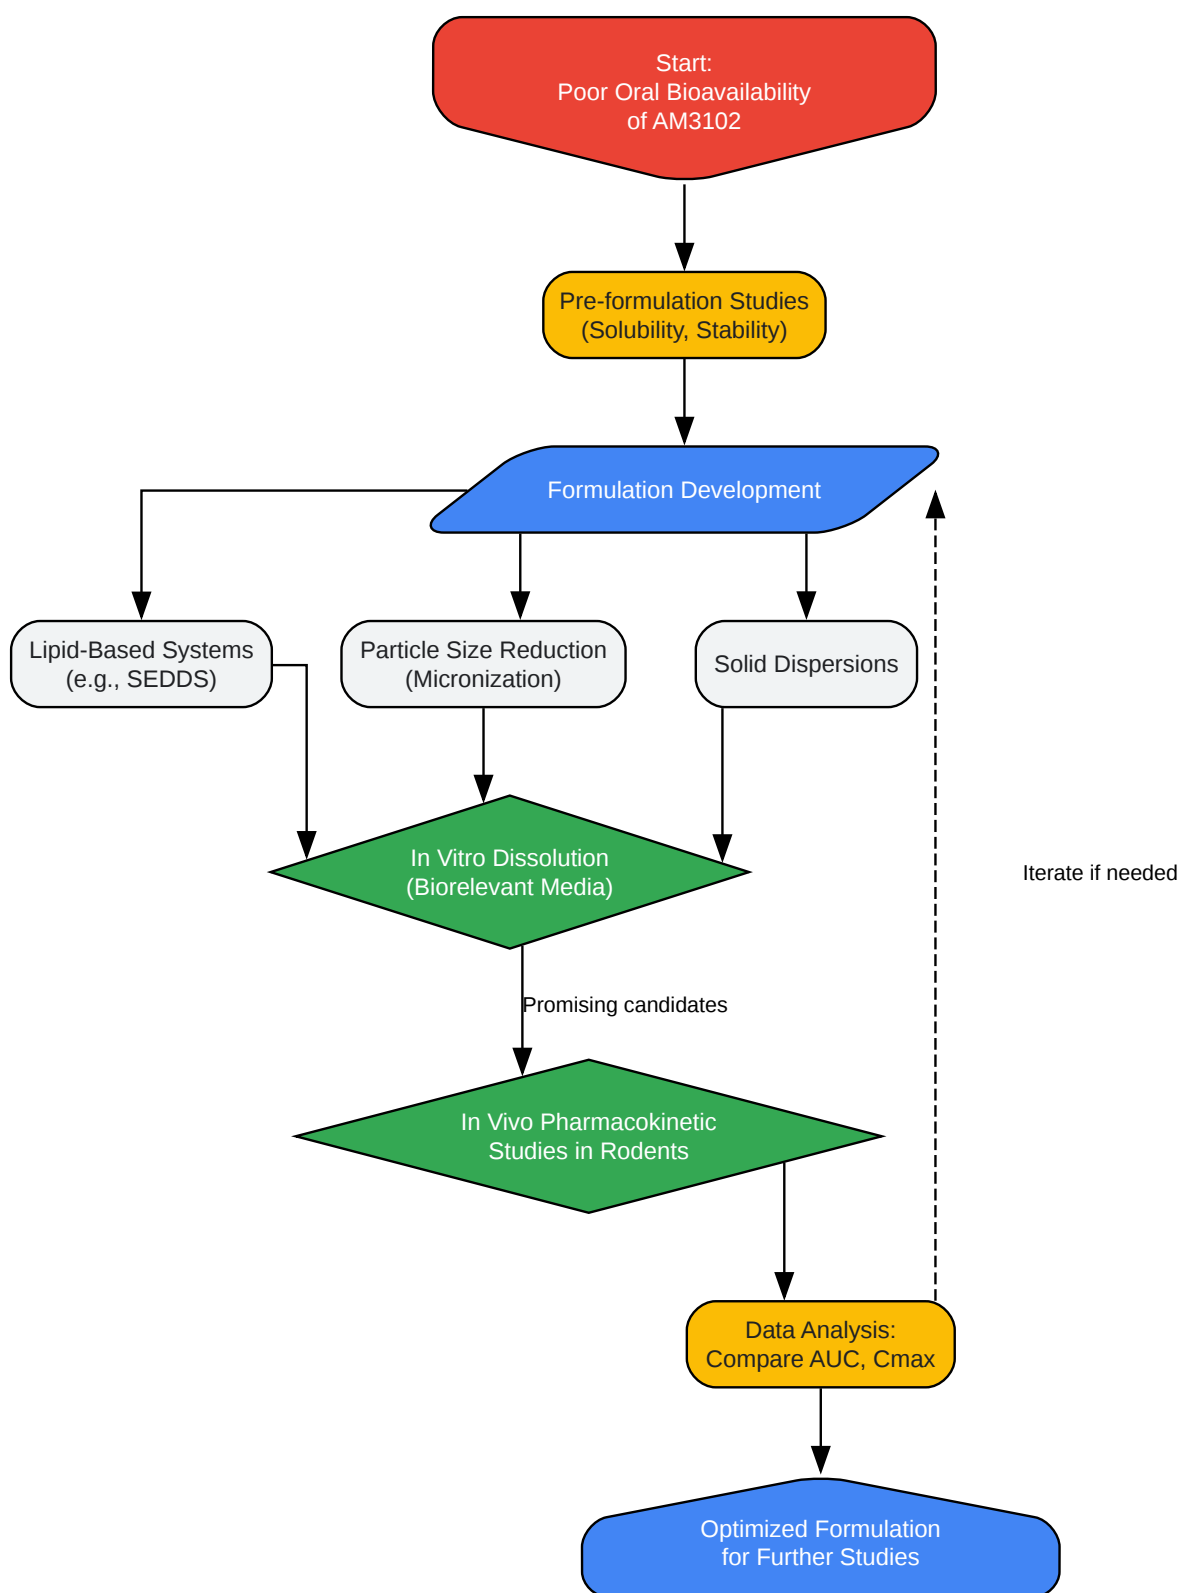 Start:
Poor Oral Bioavailability
of AM3102
Pre-formulation Studies
(Solubility, Stability)
Formulation Development
Lipid-Based Systems
(e.g., SEDDS)
Particle Size Reduction
(Micronization)
Solid Dispersions
In Vitro Dissolution
(Biorelevant Media)
Iterate if needed
Promising candidates
In Vivo Pharmacokinetic
Studies in Rodents
Data Analysis:
Compare AUC, Cmax
Optimized Formulation
for Further Studies